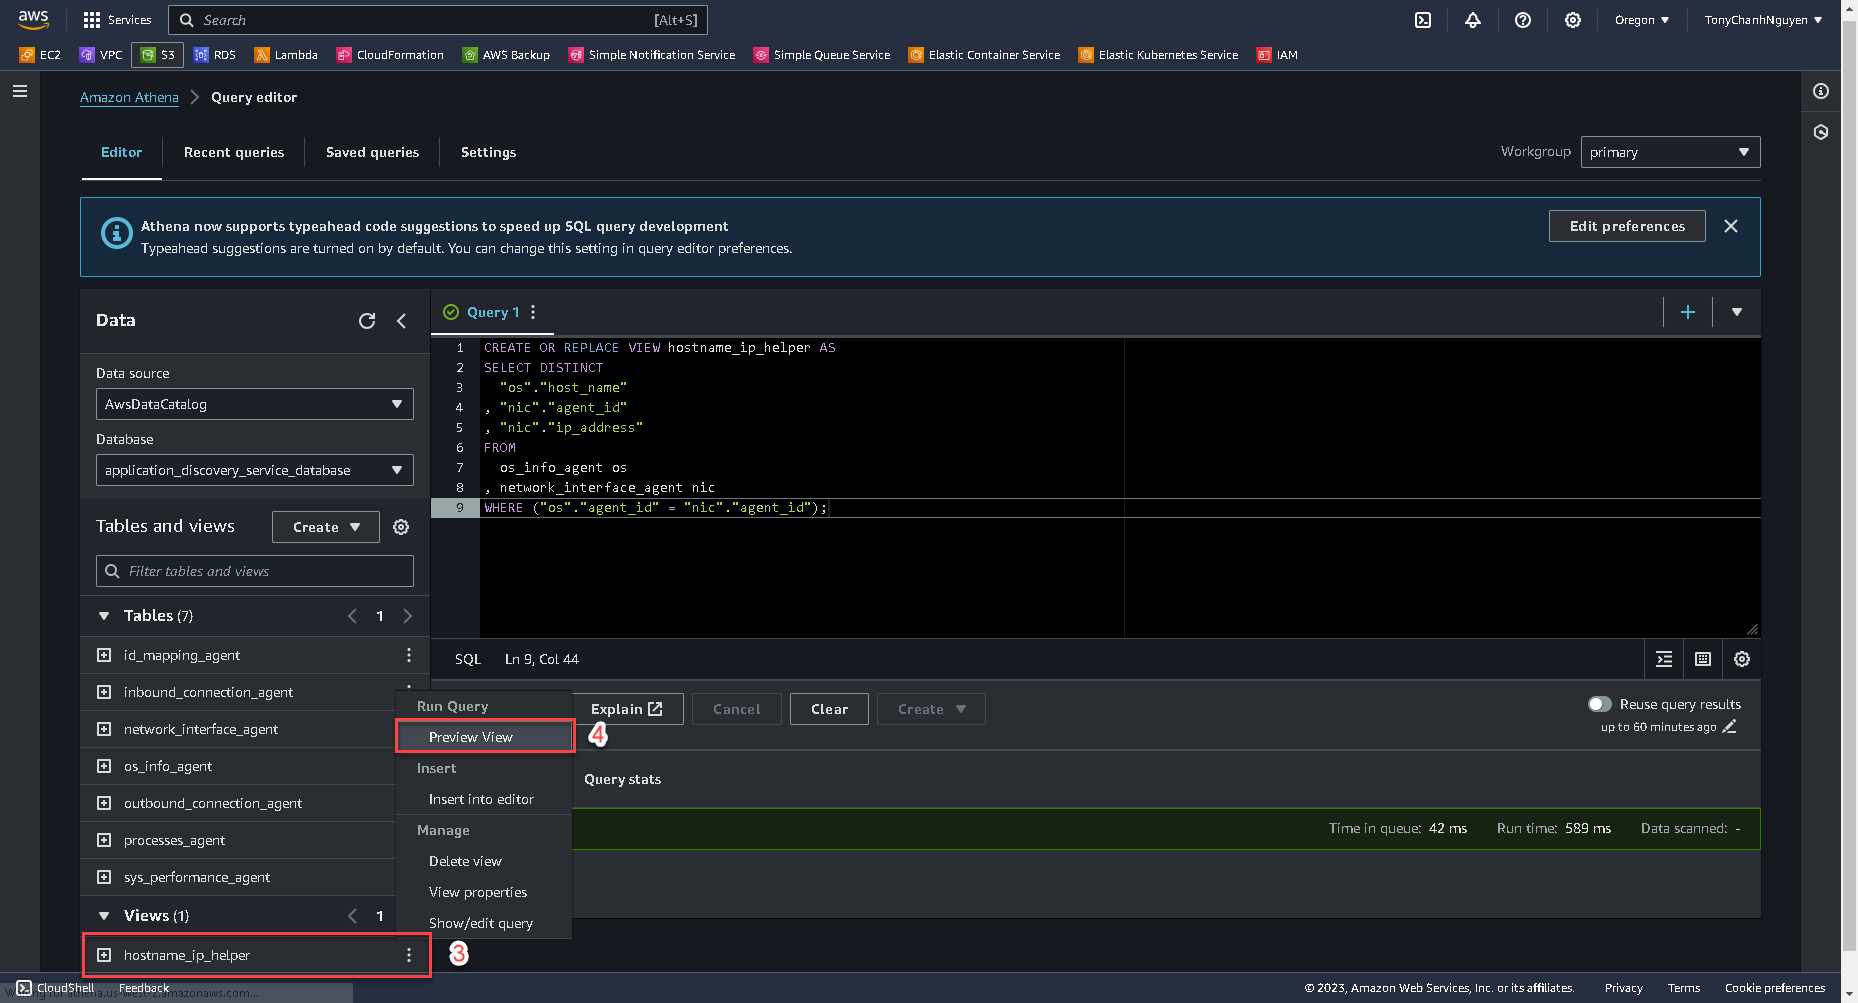 aws
Services
Search
[Alt+S]
Oregon ▼
TonyChanhNguyen ▼
EC2
VPC
S3
RDS
Lambda
CloudFormation
AWS Backup
Simple Notification Service
Simple Queue Service
Elastic Container Service
Elastic Kubernetes Service
IAM
Amazon Athena > Query editor
Editor
Recent queries
Saved queries
Settings
Workgroup
primary
Athena now supports typeahead code suggestions to speed up SQL query development
Typeahead suggestions are turned on by default. You can change this setting in query editor preferences.
Edit preferences
Data
Data source
AwsDataCatalog
Database
application_discovery_service_database
Tables and views
Create
Filter tables and views
Tables (7)
1
id_mapping_agent
inbound_connection_agent
network_interface_agent
os_info_agent
outbound_connection_agent
processes_agent
sys_performance_agent
Views (1)
1
hostname_ip_helper
3
Query 1
1 CREATE OR REPLACE VIEW hostname_ip_helper AS
2 SELECT DISTINCT
3 "os"."host_name"
4 , "nic"."agent_id"
5 , "nic"."ip_address"
6 FROM
7 os_info_agent os
8 , network_interface_agent nic
9 WHERE ("os"."agent_id" = "nic"."agent_id");
SQL
Ln 9, Col 44
Run Query
Preview View
4
Insert
Insert into editor
Manage
Delete view
View properties
Show/edit query
Explain
Cancel
Clear
Create
Reuse query results
up to 60 minutes ago
Query stats
Time in queue: 42 ms
Run time: 589 ms
Data scanned: -
CloudShell
Feedback
© 2023, Amazon Web Services, Inc. or its affiliates.
Privacy
Terms
Cookie preferences